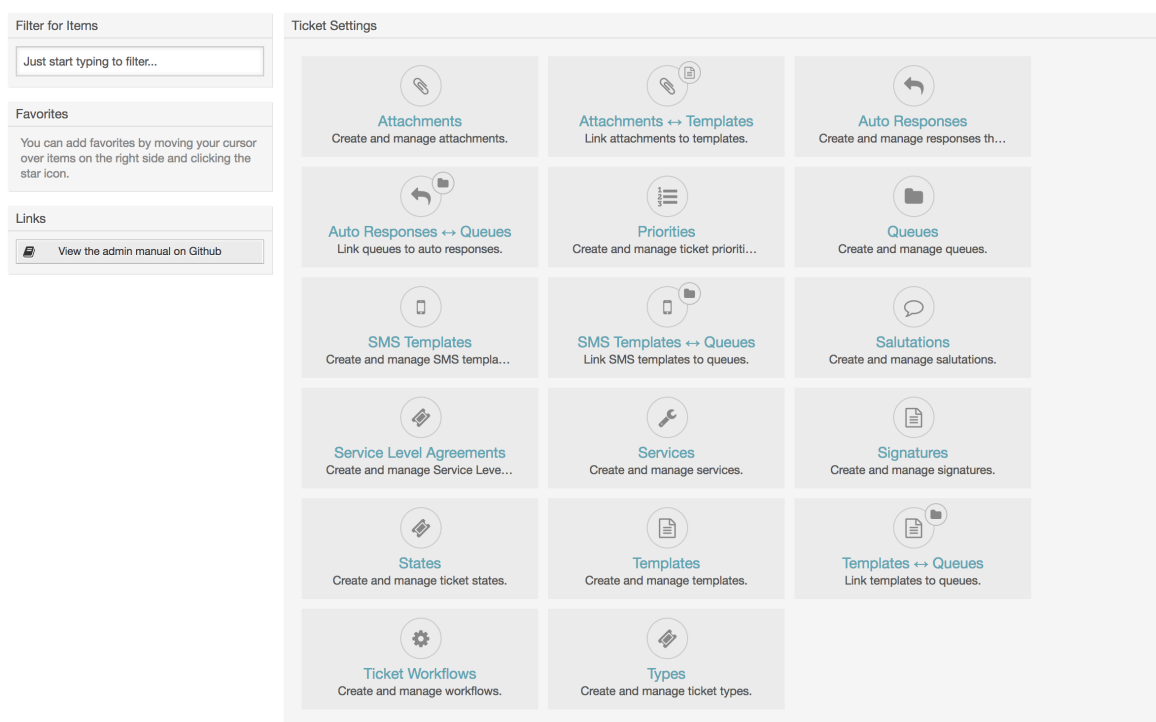 Filter for Items
Just start typing to filter...
Favorites
You can add favorites by moving your cursor
over items on the right side and clicking the
star icon.
Links
View the admin manual on Github
Ticket Settings
Attachments
Create and manage attachments.
Attachments ↔ Templates
Link attachments to templates.
Auto Responses
Create and manage responses th…
Auto Responses ↔ Queues
Link queues to auto responses.
1
2
3
Priorities
Create and manage ticket prioriti…
Queues
Create and manage queues.
SMS Templates
Create and manage SMS templa…
SMS Templates ↔ Queues
Link SMS templates to queues.
Salutations
Create and manage salutations.
Service Level Agreements
Create and manage Service Leve…
Services
Create and manage services.
Signatures
Create and manage signatures.
States
Create and manage ticket states.
Templates
Create and manage templates.
Templates ↔ Queues
Link templates to queues.
Ticket Workflows
Create and manage workflows.
Types
Create and manage ticket types.